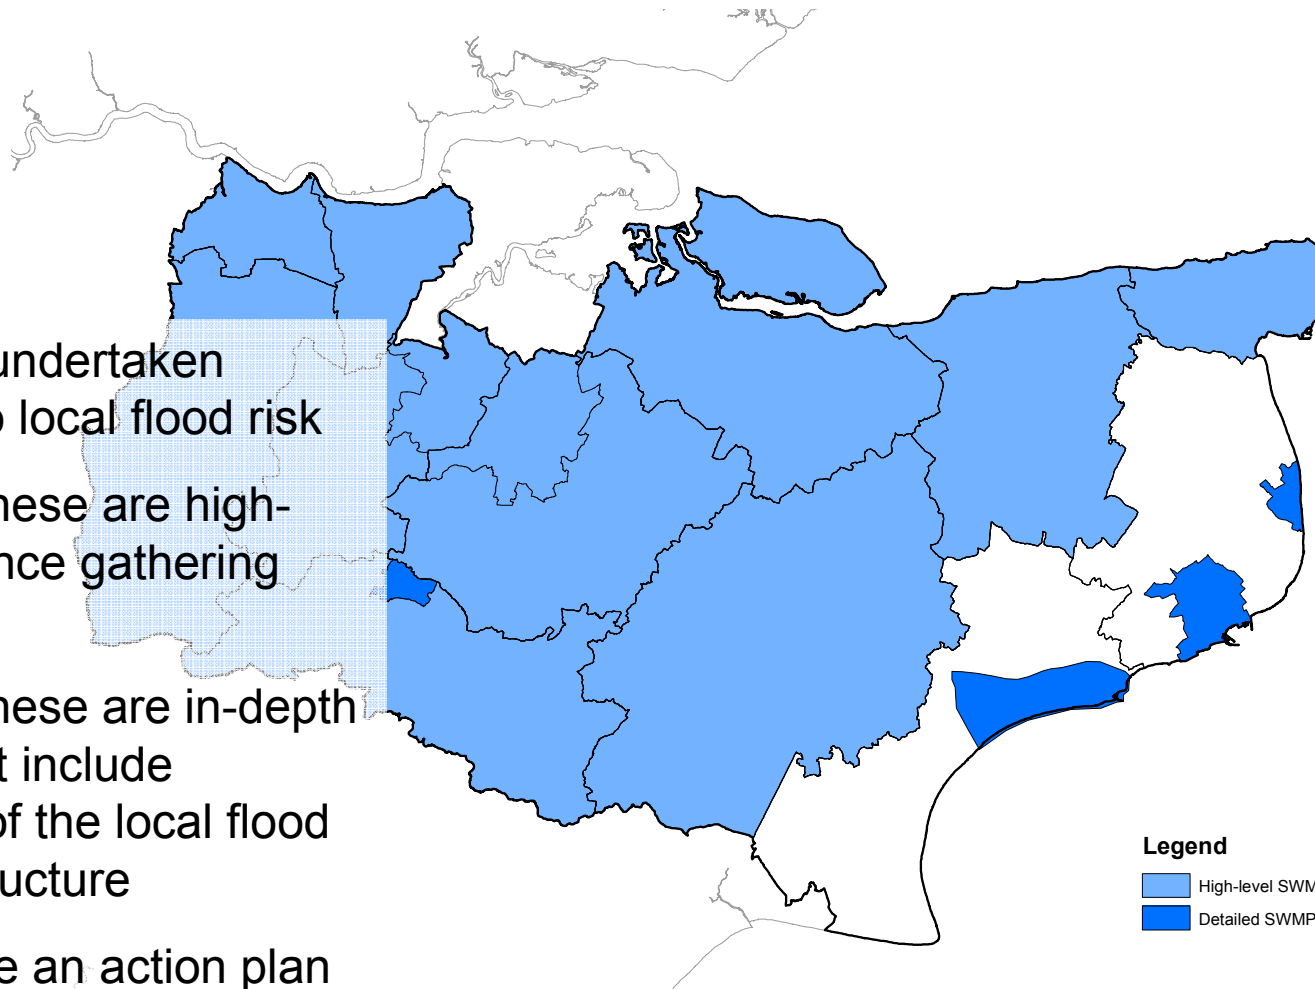 undertaken
local flood risk
hese are high-
nce gathering
hese are in-depth
t include
of the local flood
ucture
e an action plan
Legend
High-level SWM
Detailed SWMP